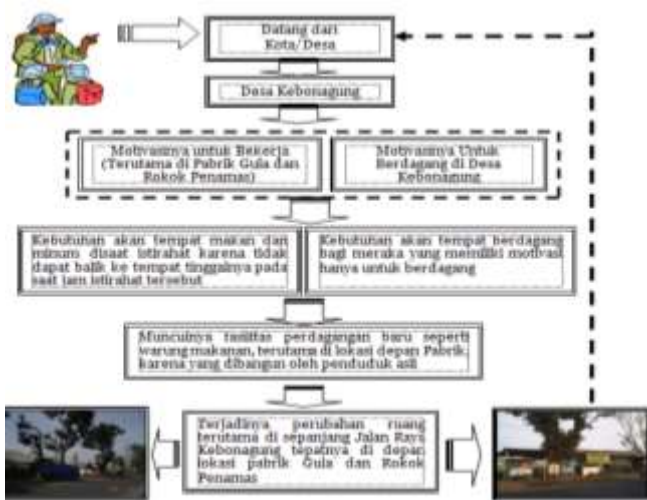 Datang dari
Kota/Desa
Desa Kebonagung
Motivasinya untuk Bekerja
(Terutama di Pabrik Gula dan
Rokok Penamas)
Motivasinya Untuk
Berdagang di Desa
Kebonagung
Kebutuhan akan tempat makan dan
minum disaat istirahat karena tidak
dapat balik ke tempat tinggalnya pada
saat jam istirahat tersebut
Kebutuhan akan tempat berdagang
bagi meraka yang memiliki motivasi
hanya untuk berdagang
Munculnya fasilitas perdagangan baru seperti
warung makanan, terutama di lokasi depan Pabrik,
karena yang dibangun oleh penduduk asli
Terjadinya perubahan ruang
terutama di sepanjang Jalan Raya
Kebonagung tepatnya di depan
lokasi pabrik Gula dan Rokok
Penamas